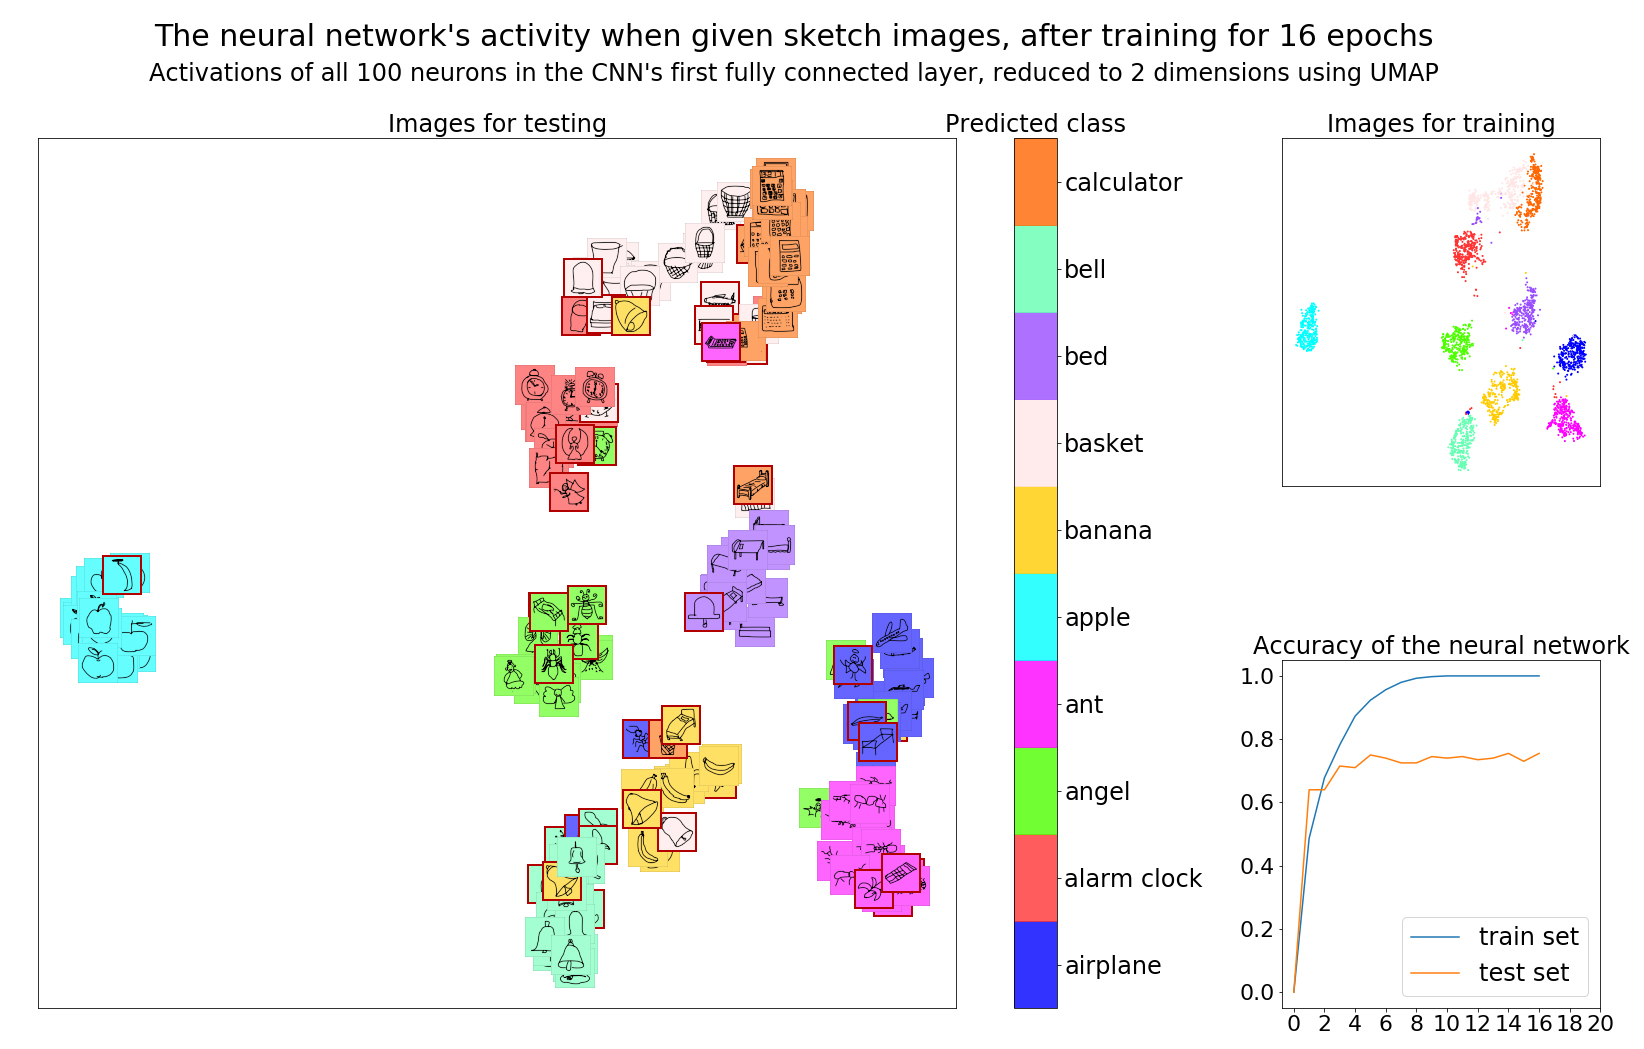 The neural network's activity when given sketch images, after training for 16 epochs
Activations of all 100 neurons in the CNN's first fully connected layer, reduced to 2 dimensions using UMAP
Images for testing
Predicted class
calculator
bell
bed
basket
banana
apple
ant
angel
alarm clock
airplane
Images for training
Accuracy of the neural network
1.0
0.8
0.6
0.4
0.2
0.0
train set
test set
0 2 4 6 8 10 12 14 16 18 20